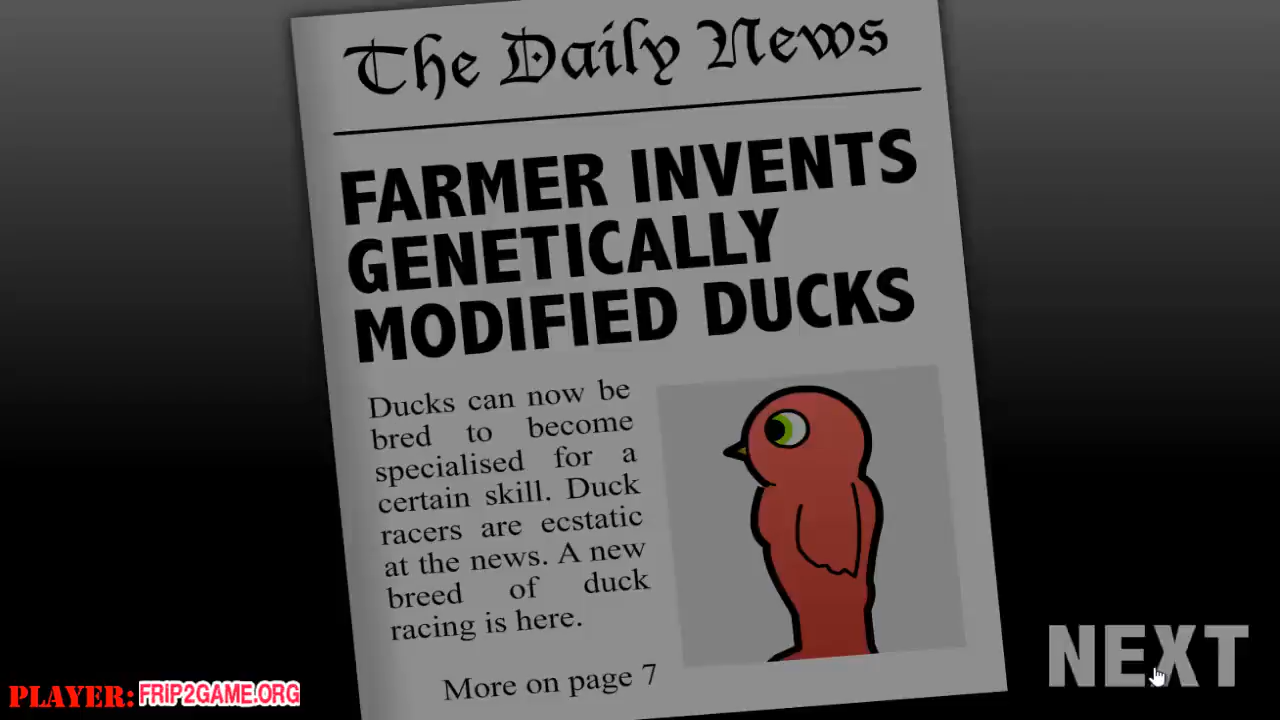 The Daily News
FARMER INVENTS
GENETICALLY
MODIFIED DUCKS
Ducks can now be
bred to become
specialised for a
certain skill. Duck
racers are ecstatic
at the news. A new
breed of duck
racing is here.
More on page 7
NEXT
PLAYER: FRIP2GAME.ORG